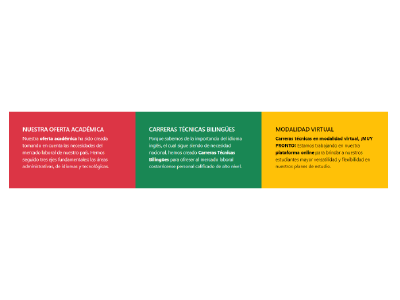 NUESTRA OFERTA ACADÉMICA
Nuestra oferta académica ha sido creada
tomando en cuenta las necesidades del
mercado laboral de nuestro país. Hemos
seguido tres ejes fundamentales: las áreas
administrativas, de idiomas y tecnológicas.
CARRERAS TÉCNICAS BILINGÜES
Porque sabemos de la importancia del idioma
inglés, el cual sigue siendo de necesidad
nacional, hemos creado Carreras Técnicas
Bilingües para ofrecer al mercado laboral
costarricense personal calificado de alto nivel.
MODALIDAD VIRTUAL
Carreras técnicas en modalidad virtual, ¡MUY
PRONTO! Estamos trabajando en nuestra
plataforma online para brindar a nuestros
estudiantes mayor versatilidad y flexibilidad en
nuestros planes de estudio.